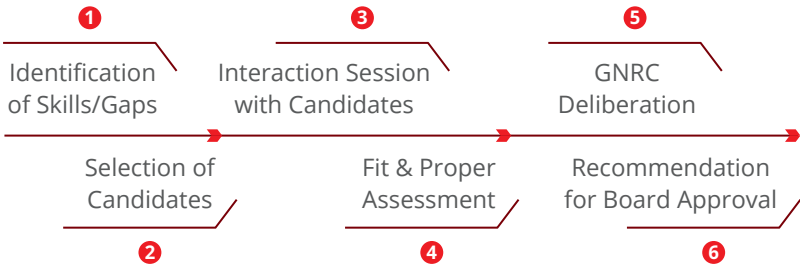 1
Identification
of Skills/Gaps
2
Selection of
Candidates
3
Interaction Session
with Candidates
4
Fit & Proper
Assessment
5
GNRC
Deliberation
6
Recommendation
for Board Approval